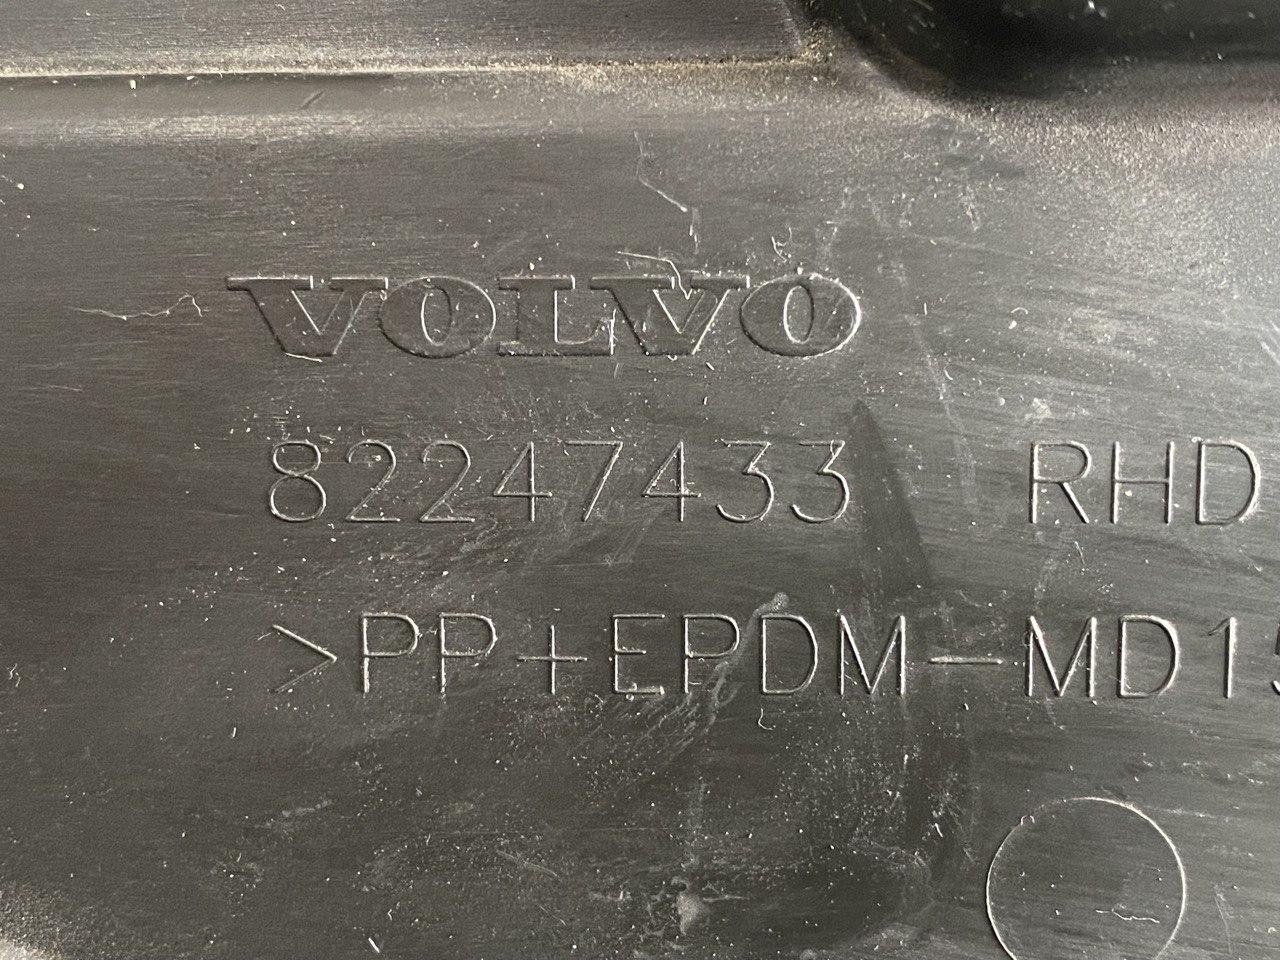 VOLVO
82247433 RHD
>PP+EPDM-MD15